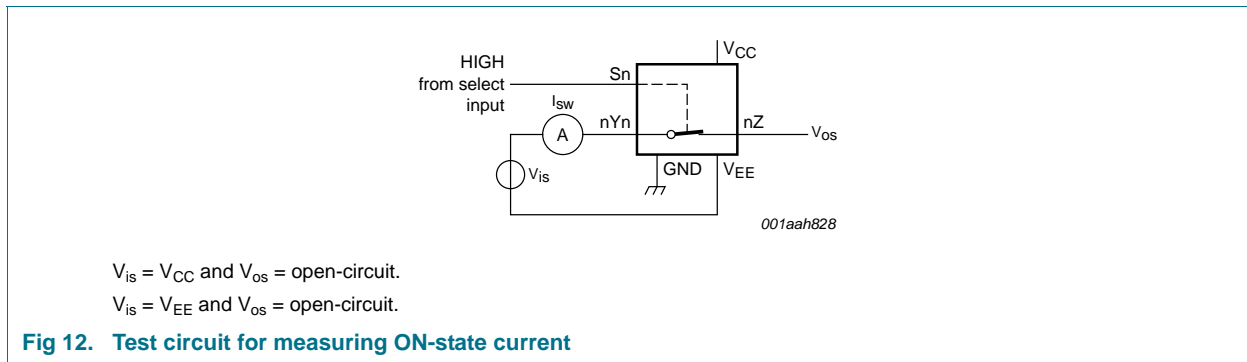 VCC
HIGH
from select
input
Sn
Isw
nYn
nZ
A
Vos
Vis
GND
VEE
001aah828
Vis = VCC and Vos = open-circuit.
Vis = VEE and Vos = open-circuit.
Fig 12. Test circuit for measuring ON-state current